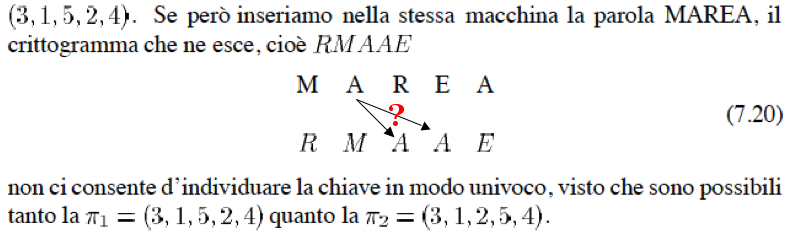 (3, 1, 5, 2, 4). Se però inseriamo nella stessa macchina la parola MAREA, il
crittogramma che ne esce, cioè RMAAE
M A R E A
?
(7.20)
R M A A E
non ci consente d'individuare la chiave in modo univoco, visto che sono possibili
tanto la π₁ = (3, 1, 5, 2, 4) quanto la π₂ = (3, 1, 2, 5, 4).